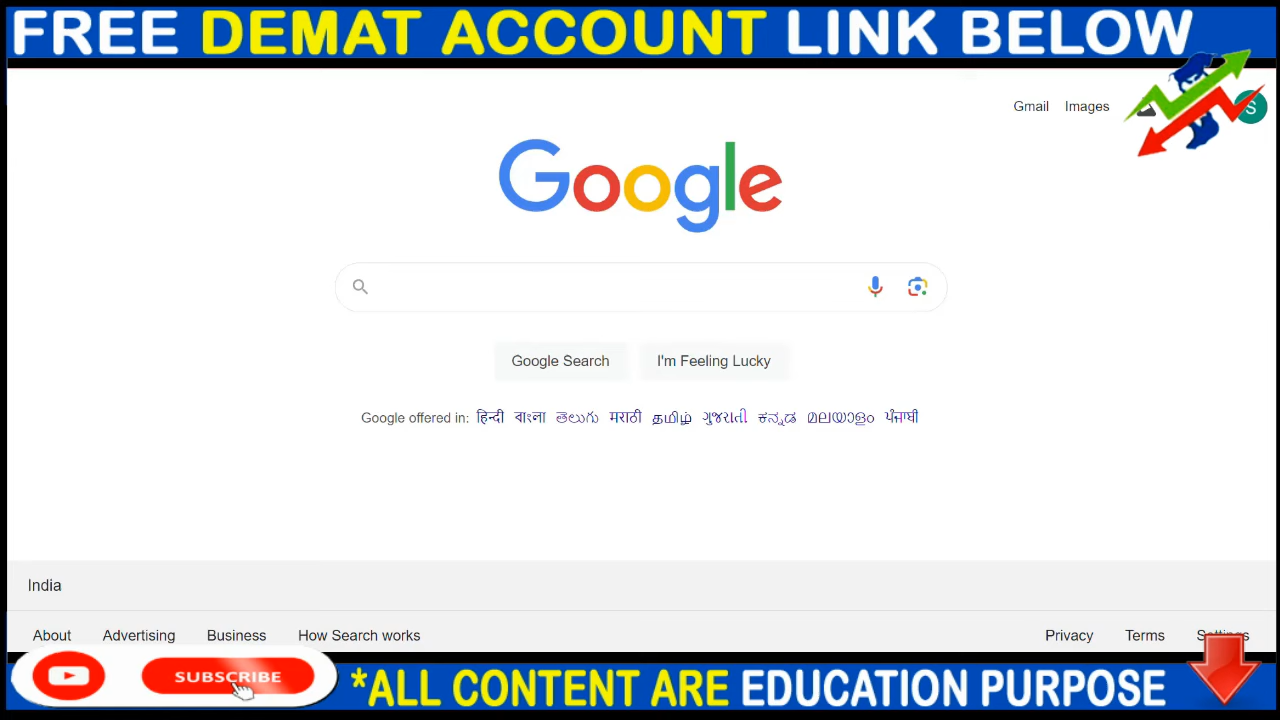 FREE DEMAT ACCOUNT LINK BELOW
Gmail Images S
Google
Google Search I'm Feeling Lucky
Google offered in: हिन्दी বাংলা తెలుగు मराठी தமிழ் ગુજરાતી ಕನ್ನಡ മലയാളം ਪੰਜਾਬੀ
India
About Advertising Business How Search works Privacy Terms Settings
SUBSCRIBE
*ALL CONTENT ARE EDUCATION PURPOSE